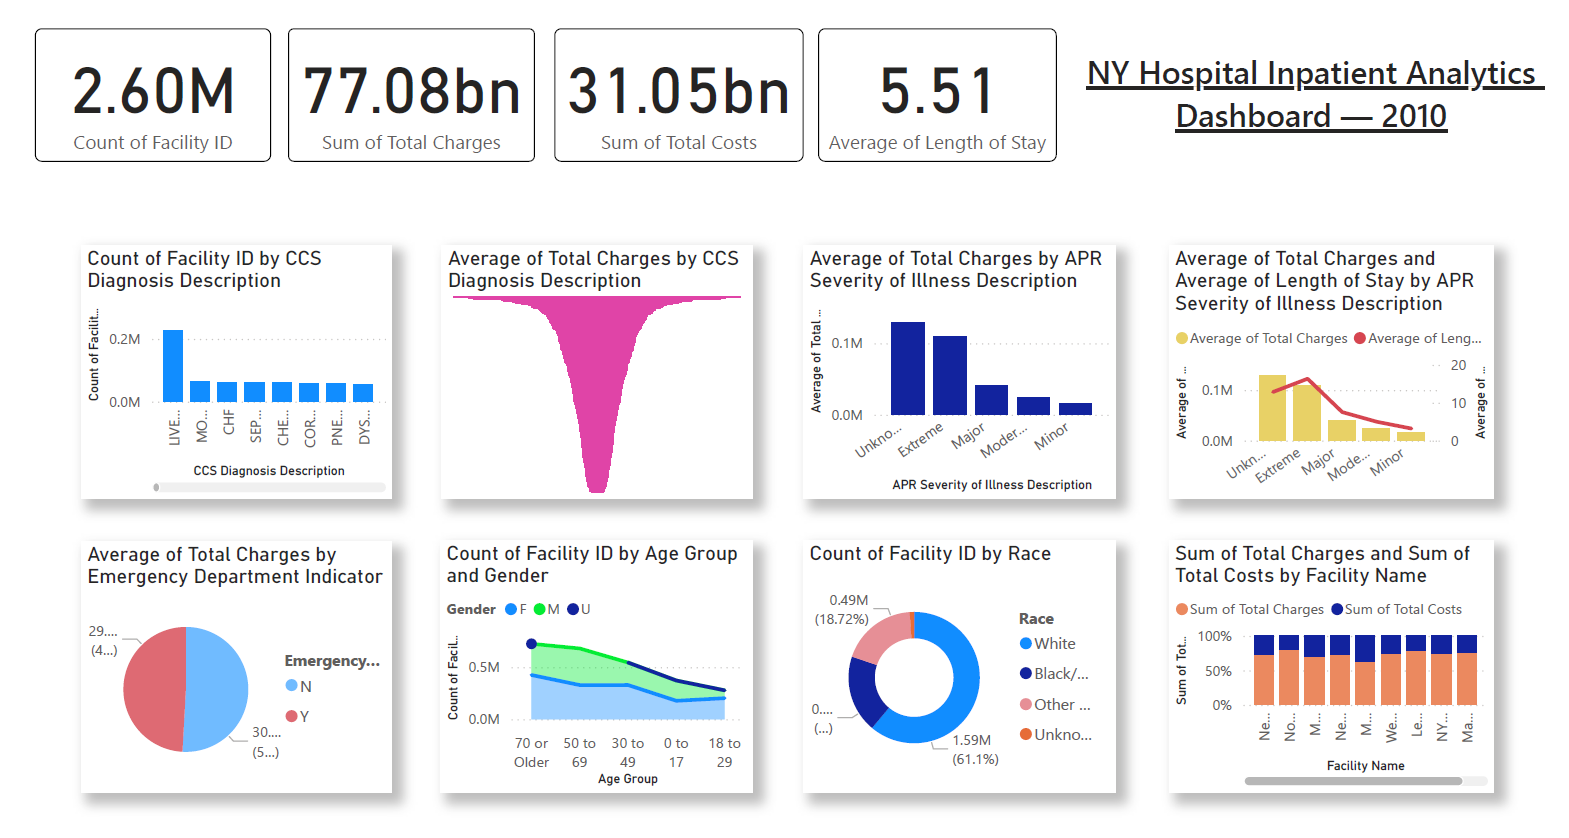 2.60M
Count of Facility ID
77.08bn
Sum of Total Charges
31.05bn
Sum of Total Costs
5.51
Average of Length of Stay
NY Hospital Inpatient Analytics
Dashboard — 2010
Count of Facility ID by CCS
Diagnosis Description
Count of Facilit...
0.2M
0.0M
LIVE...
MO...
CHF
SEP...
CHE...
COR...
PNE...
DYS...
CCS Diagnosis Description
Average of Total Charges by CCS
Diagnosis Description
Average of Total Charges by APR
Severity of Illness Description
Average of Total ...
0.1M
0.0M
Unkno...
Extreme
Major
Moder...
Minor
APR Severity of Illness Description
Average of Total Charges and
Average of Length of Stay by APR
Severity of Illness Description
Average of Total Charges
Average of Leng...
Average of ...
0.1M
0.0M
20
10
0
Average of ...
Unkn...
Extreme
Major
Mode...
Minor
Average of Total Charges by
Emergency Department Indicator
29....
(4...)
30....
(5...)
Emergency...
N
Y
Count of Facility ID by Age Group
and Gender
Gender F M U
Count of Facil...
0.5M
0.0M
70 or
Older
50 to
69
30 to
49
0 to
17
18 to
29
Age Group
Count of Facility ID by Race
0.49M
(18.72%)
0....
(...)
1.59M
(61.1%)
Race
White
Black/...
Other ...
Unkno...
Sum of Total Charges and Sum of
Total Costs by Facility Name
Sum of Total Charges
Sum of Total Costs
Sum of Tot...
100%
50%
0%
Ne...
No...
M...
Ne...
M...
We...
Le...
NY...
Ma...
Facility Name